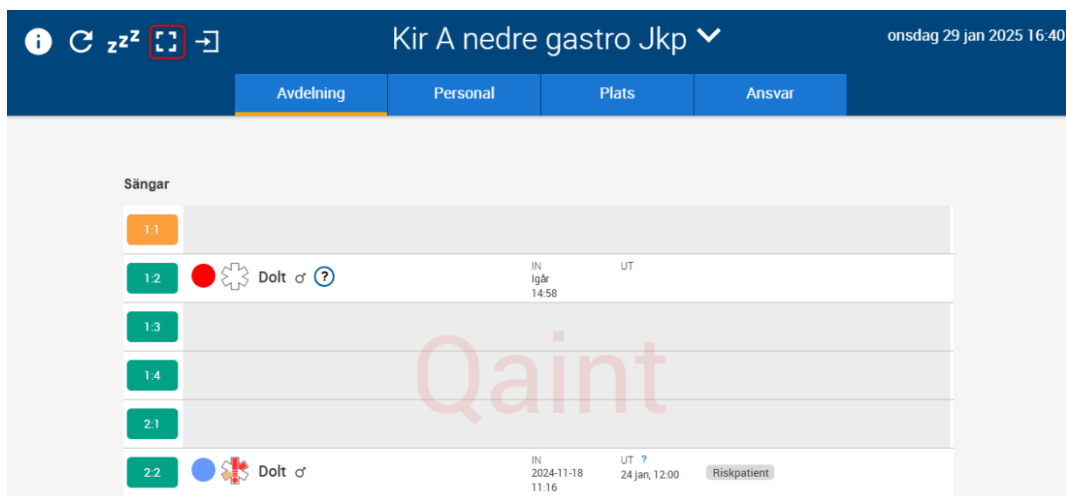 zzz Kir A nedre gastro Jkp onsdag 29 jan 2025 16:40
Avdelning Personal Plats Ansvar
Sängar
1:1
1:2 Dolt ♂ ? IN UT
Igår
14:58
1:3
1:4
Qaint
2:1
2:2 Dolt ♂ IN UT ?
2024-11-18 24 jan, 12:00 Riskpatient
11:16